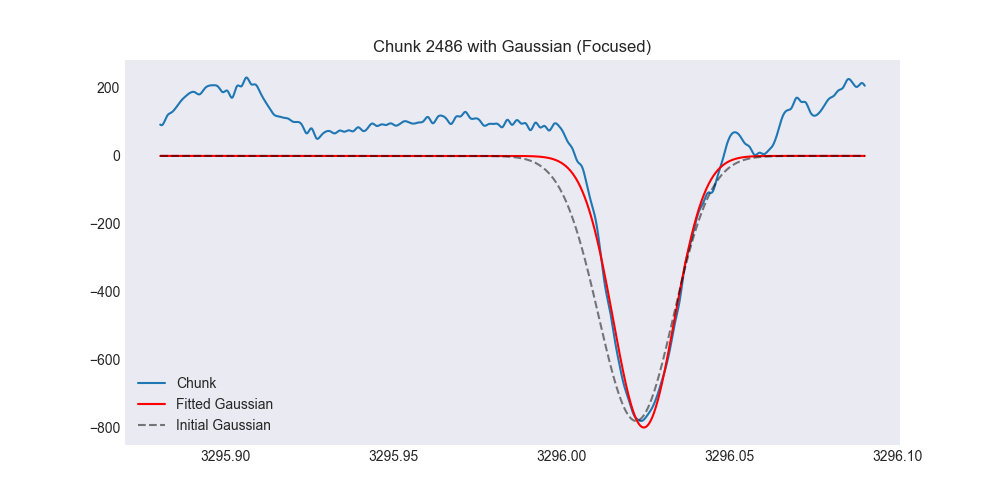 Chunk 2486 with Gaussian (Focused)
200
0
−200
−400
−600
−800
Chunk
Fitted Gaussian
Initial Gaussian
3295.90
3295.95
3296.00
3296.05
3296.10